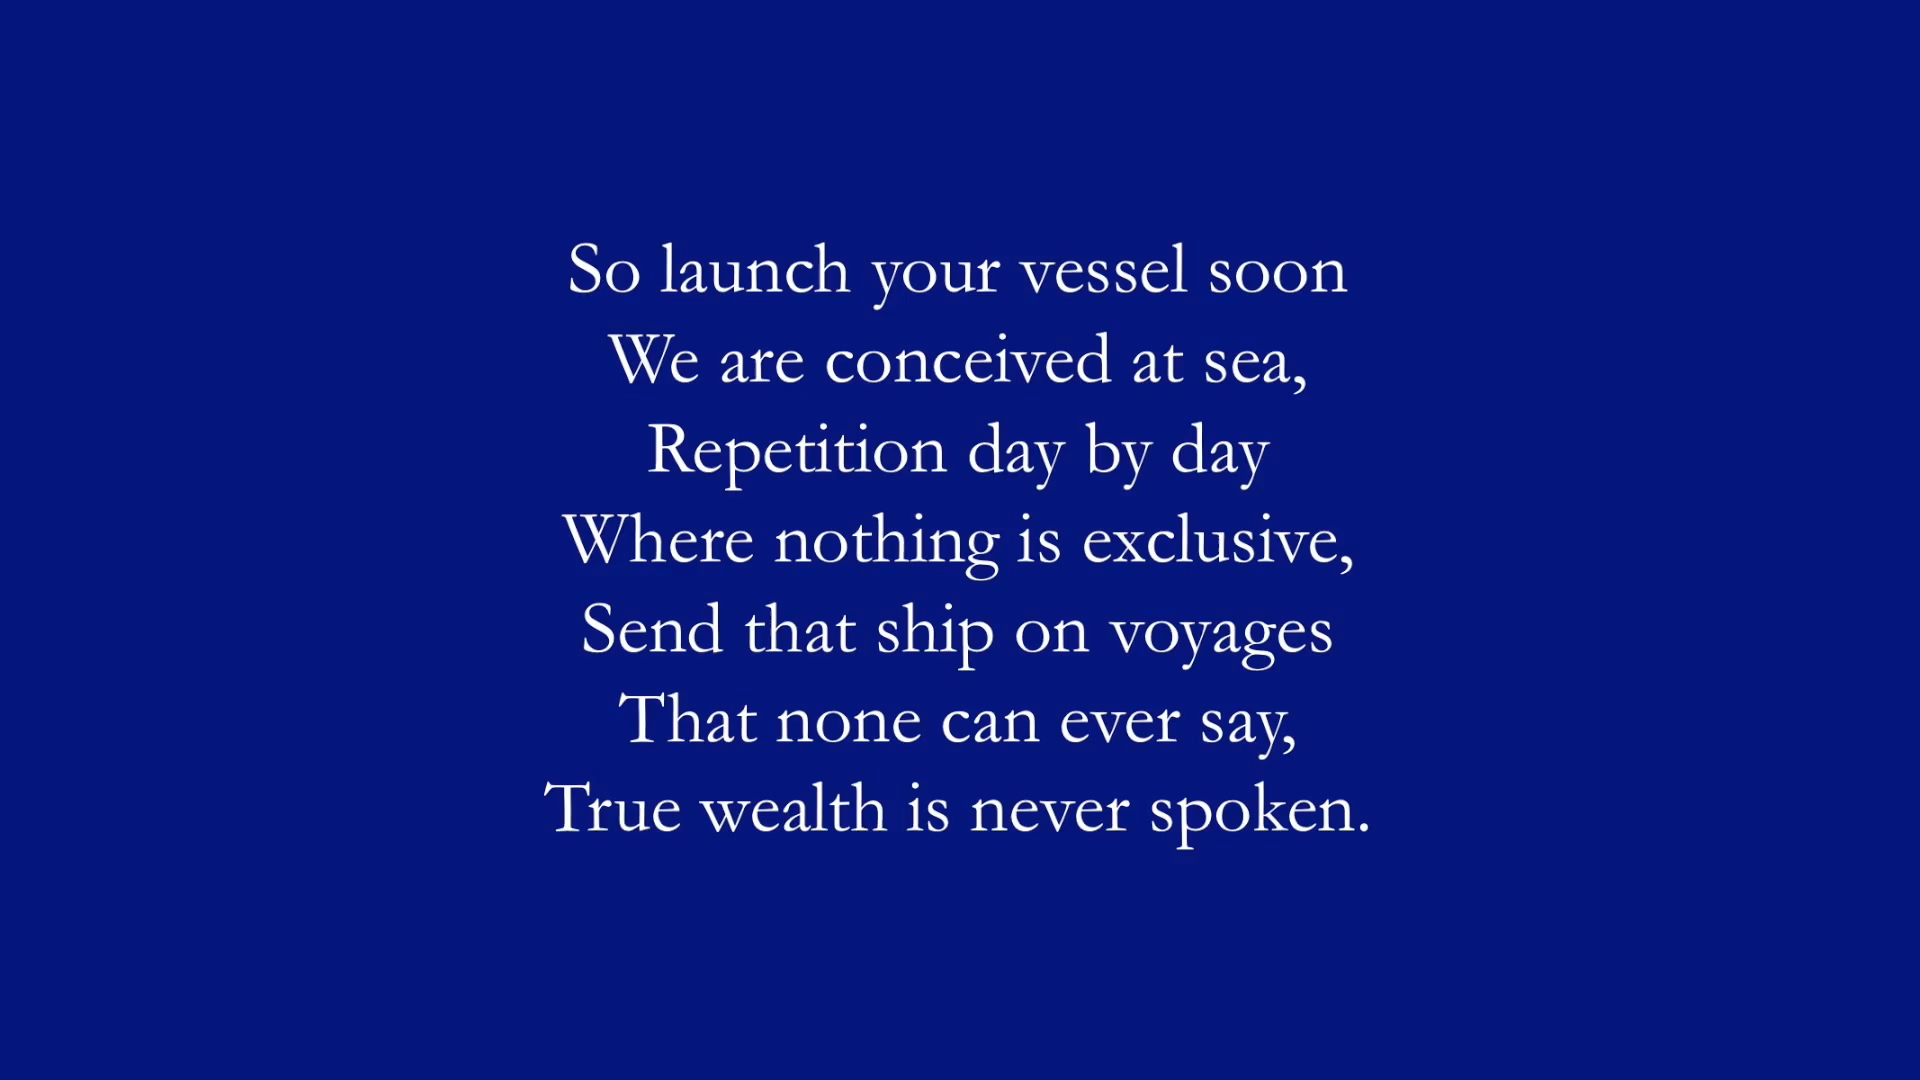 So launch your vessel soon
We are conceived at sea,
Repetition day by day
Where nothing is exclusive,
Send that ship on voyages
That none can ever say,
True wealth is never spoken.